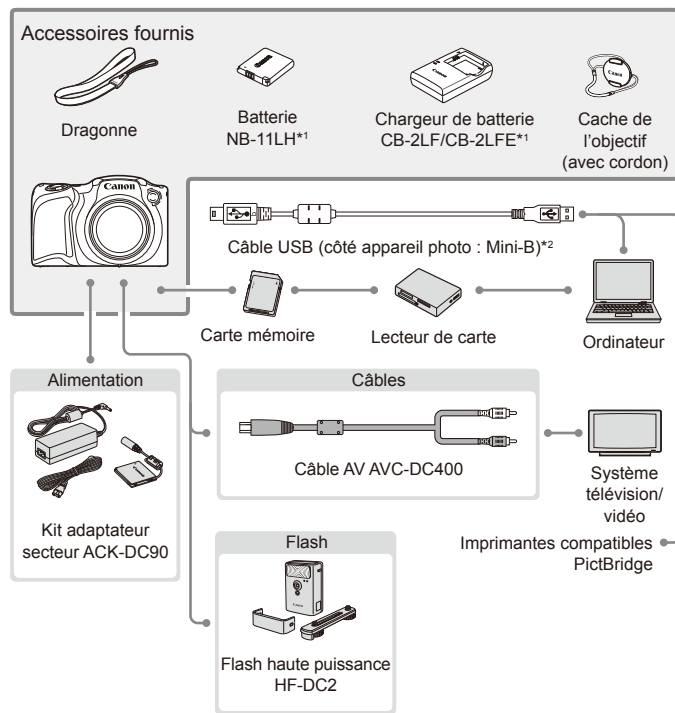 Accessoires fournis
Dragonne
Batterie
NB-11LH*1
Chargeur de batterie
CB-2LF/CB-2LFE*1
Canon
Cache de
l’objectif
(avec cordon)
Canon
Câble USB (côté appareil photo : Mini-B)*2
Carte mémoire
Lecteur de carte
Ordinateur
Alimentation
Kit adaptateur
secteur ACK-DC90
Câbles
Câble AV AVC-DC400
Système
télévision/
vidéo
Imprimantes compatibles
PictBridge
Flash
Flash haute puissance
HF-DC2